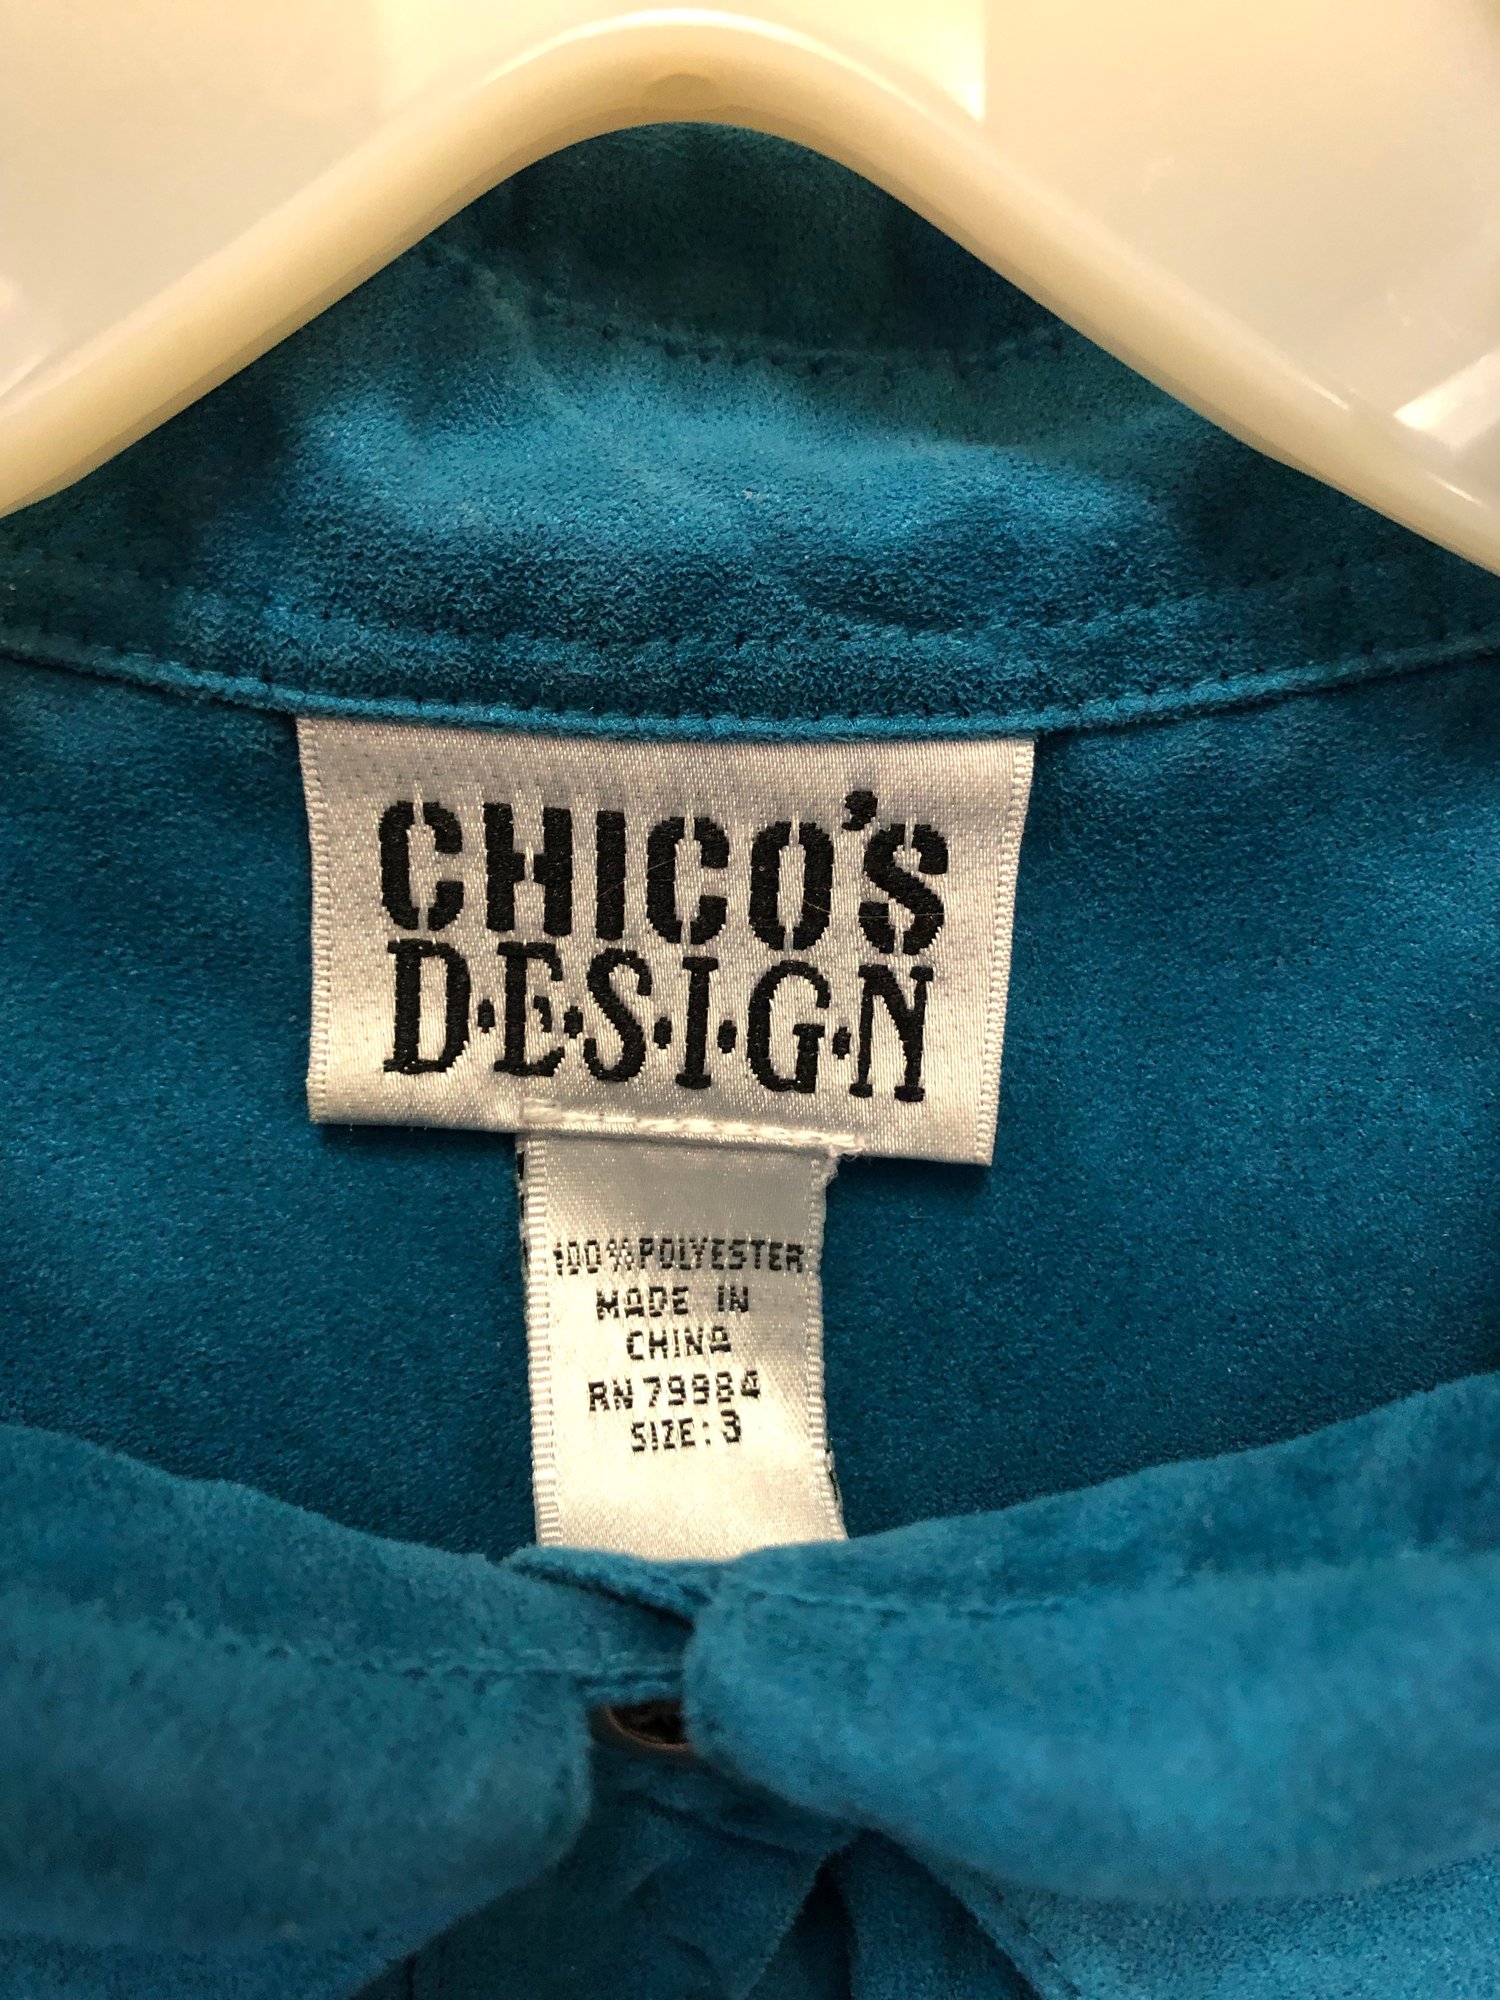 CHICO'S
D·E·S·I·G·N
100% POLYESTER
MADE IN
CHINA
RN 79984
SIZE: 3